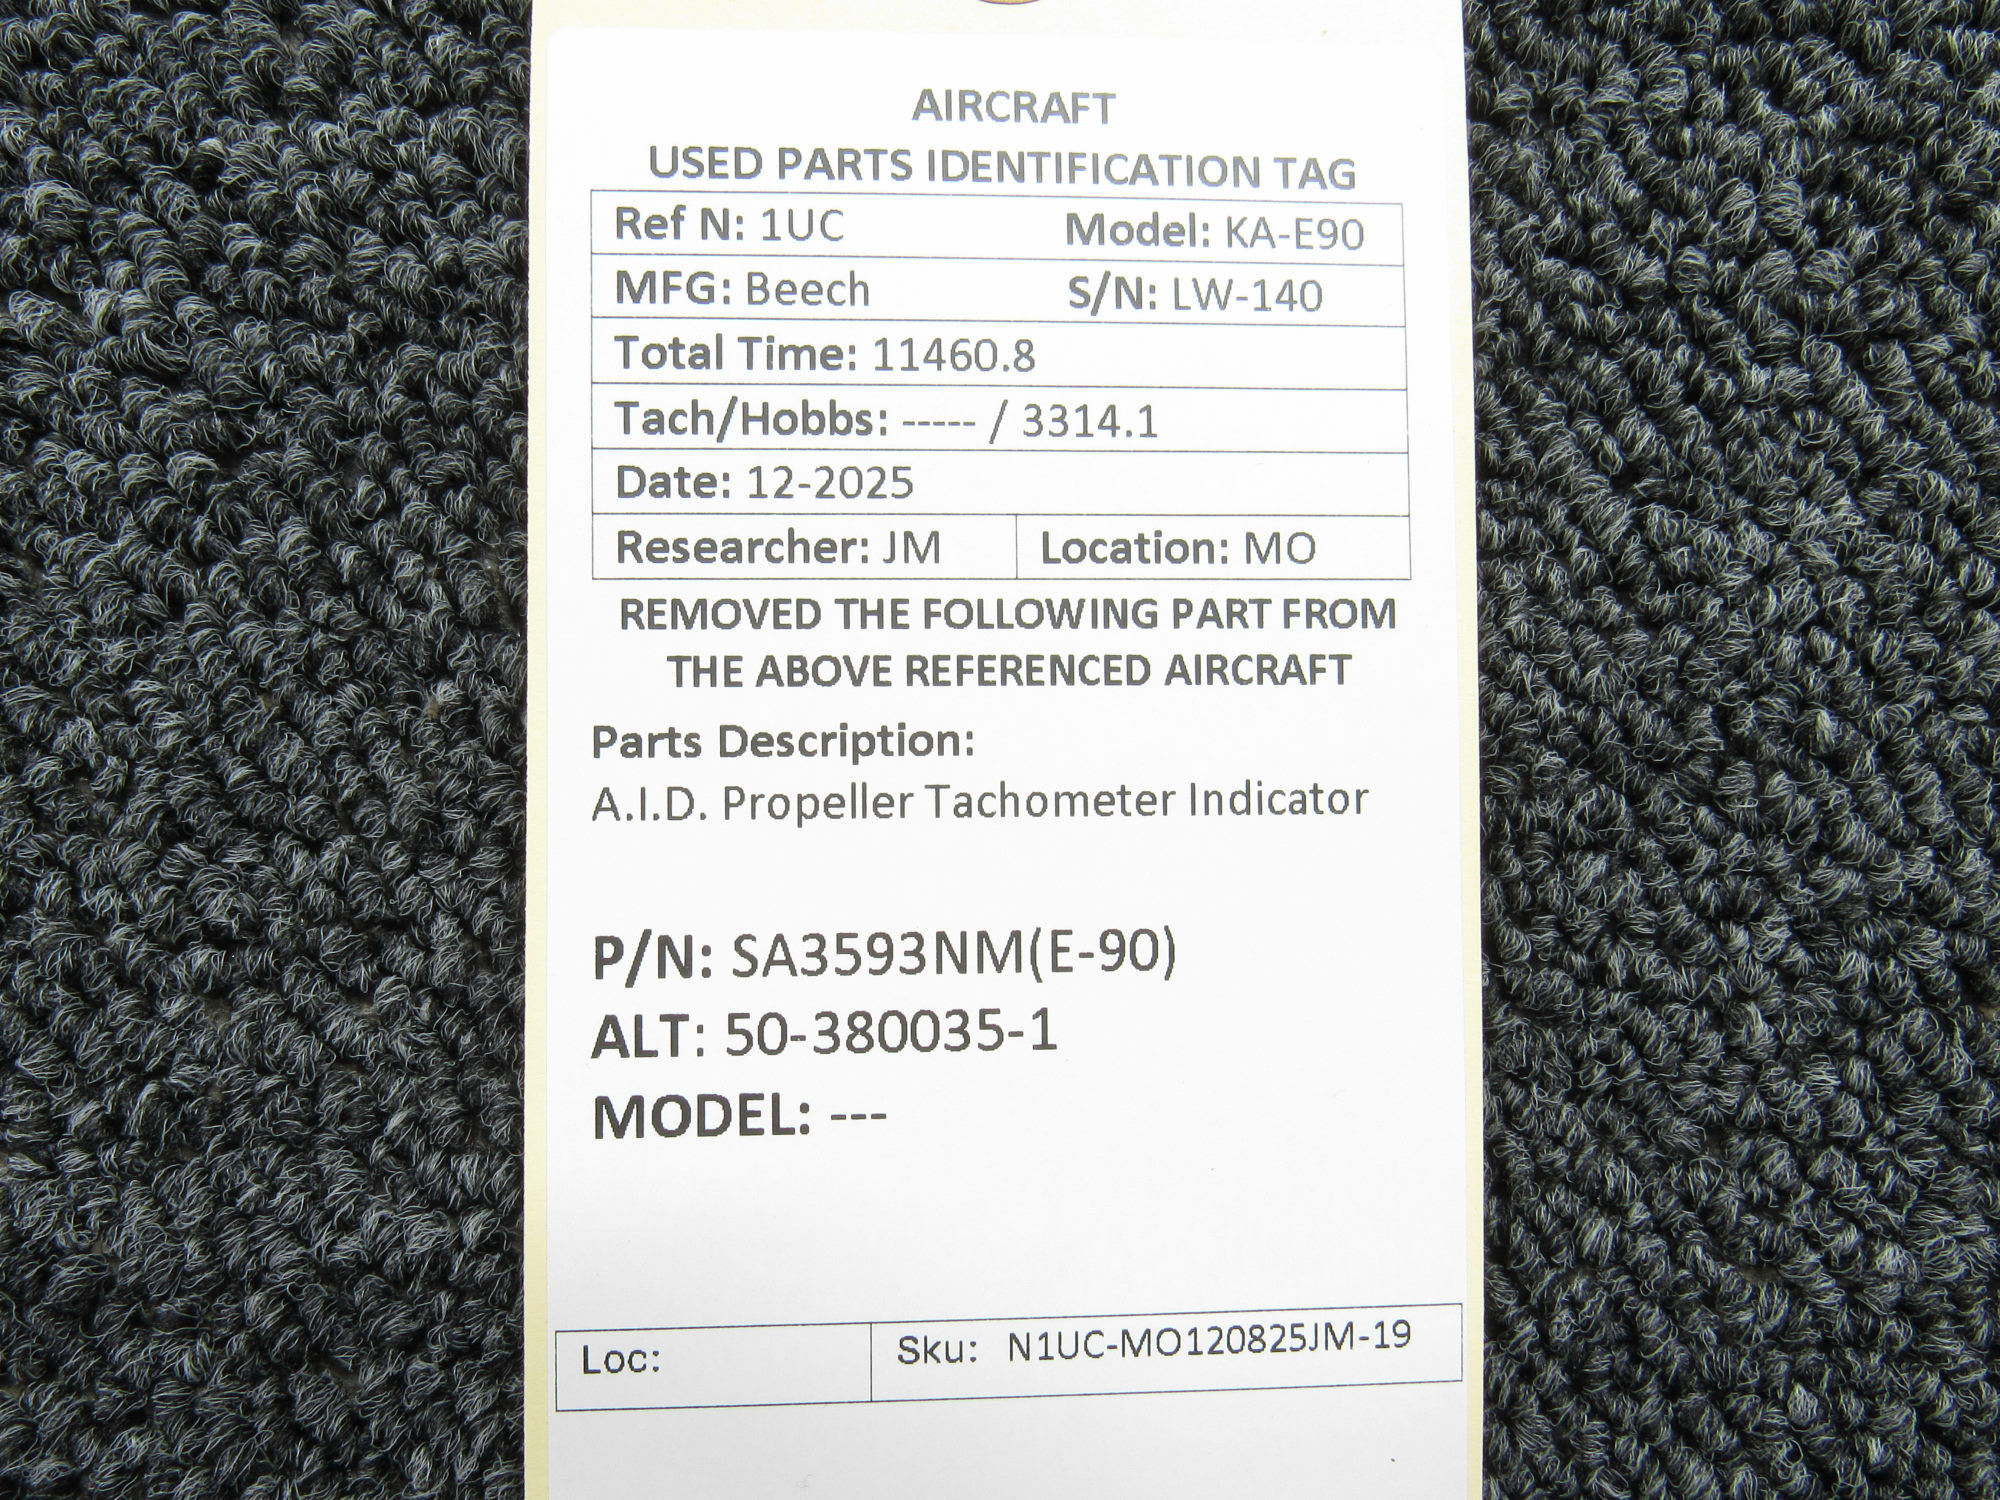 AIRCRAFT
USED PARTS IDENTIFICATION TAG
Ref N: 1UC Model: KA-E90
MFG: Beech S/N: LW-140
Total Time: 11460.8
Tach/Hobbs: ----- / 3314.1
Date: 12-2025
Researcher: JM Location: MO
REMOVED THE FOLLOWING PART FROM
THE ABOVE REFERENCED AIRCRAFT
Parts Description:
A.I.D. Propeller Tachometer Indicator
P/N: SA3593NM(E-90)
ALT: 50-380035-1
MODEL: ---
Loc: Sku: N1UC-MO120825JM-19